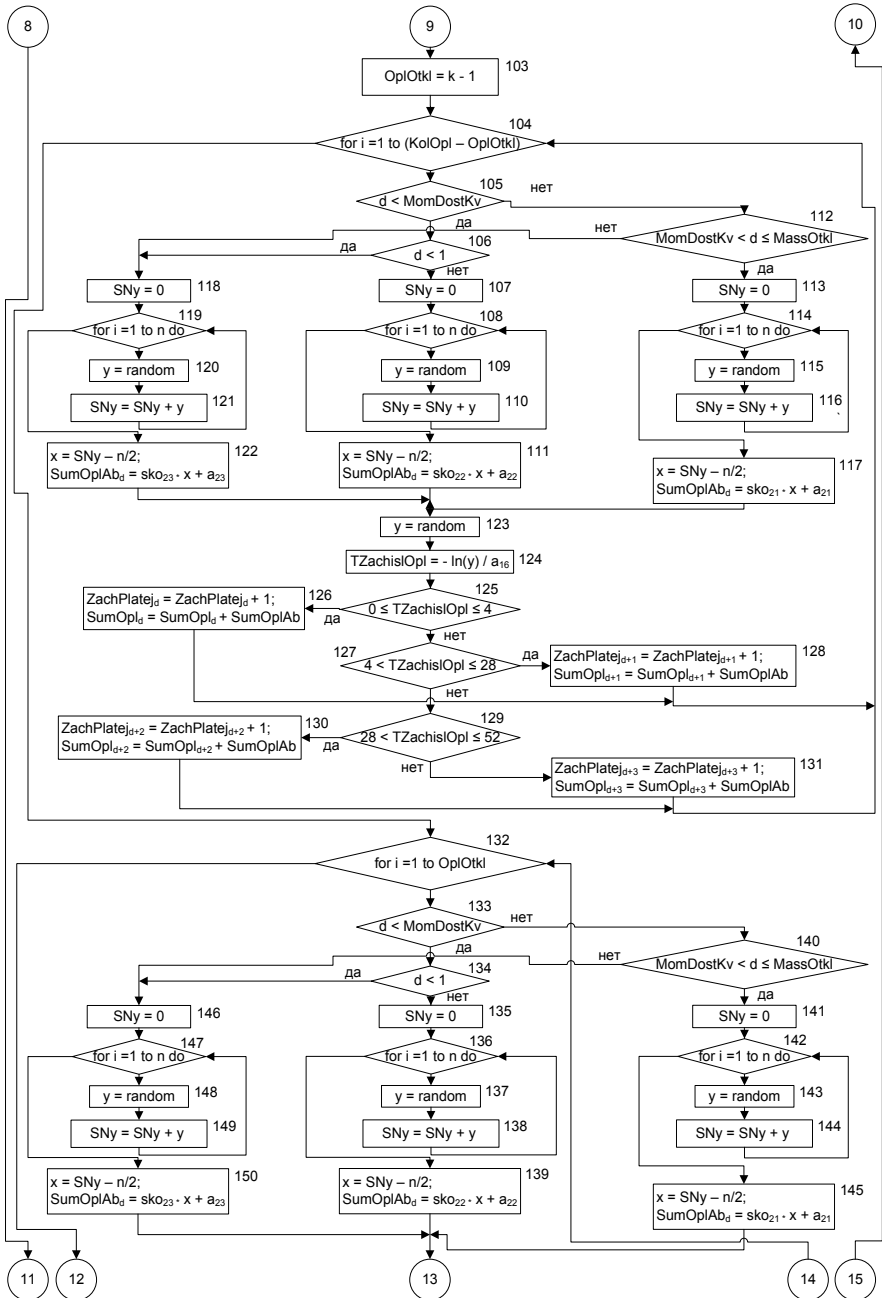 8
9
10
OplOtkl = k - 1
103
for i =1 to (KolOpl – OplOtkl)
104
d < MomDostKv
105
нет
MomDostKv < d ≤ MassOtkl
112
нет
да
да
d < 1
106
да
нет
SNy = 0
118
SNy = 0
107
SNy = 0
113
for i =1 to n do
119
for i =1 to n do
108
for i =1 to n do
114
y = random
120
y = random
109
y = random
115
SNy = SNy + y
121
SNy = SNy + y
110
SNy = SNy + y
116
x = SNy – n/2;
SumOplAbd = sko23 · x + a23
122
x = SNy – n/2;
SumOplAbd = sko22 · x + a22
111
x = SNy – n/2;
SumOplAbd = sko21 · x + a21
117
y = random
123
TZachislOpl = - ln(y) / a16
124
0 ≤ TZachislOpl ≤ 4
125
да
нет
ZachPlatejd = ZachPlatejd + 1;
SumOpld = SumOpld + SumOplAb
126
4 < TZachislOpl ≤ 28
127
да
нет
ZachPlatejd+1 = ZachPlatejd+1 + 1;
SumOpld+1 = SumOpld+1 + SumOplAb
128
28 < TZachislOpl ≤ 52
129
да
нет
ZachPlatejd+2 = ZachPlatejd+2 + 1;
SumOpld+2 = SumOpld+2 + SumOplAb
130
ZachPlatejd+3 = ZachPlatejd+3 + 1;
SumOpld+3 = SumOpld+3 + SumOplAb
131
for i =1 to OplOtkl
132
d < MomDostKv
133
нет
MomDostKv < d ≤ MassOtkl
140
нет
да
да
d < 1
134
да
нет
SNy = 0
146
SNy = 0
135
SNy = 0
141
for i =1 to n do
147
for i =1 to n do
136
for i =1 to n do
142
y = random
148
y = random
137
y = random
143
SNy = SNy + y
149
SNy = SNy + y
138
SNy = SNy + y
144
x = SNy – n/2;
SumOplAbd = sko23 · x + a23
150
x = SNy – n/2;
SumOplAbd = sko22 · x + a22
139
x = SNy – n/2;
SumOplAbd = sko21 · x + a21
145
11
12
13
14
15